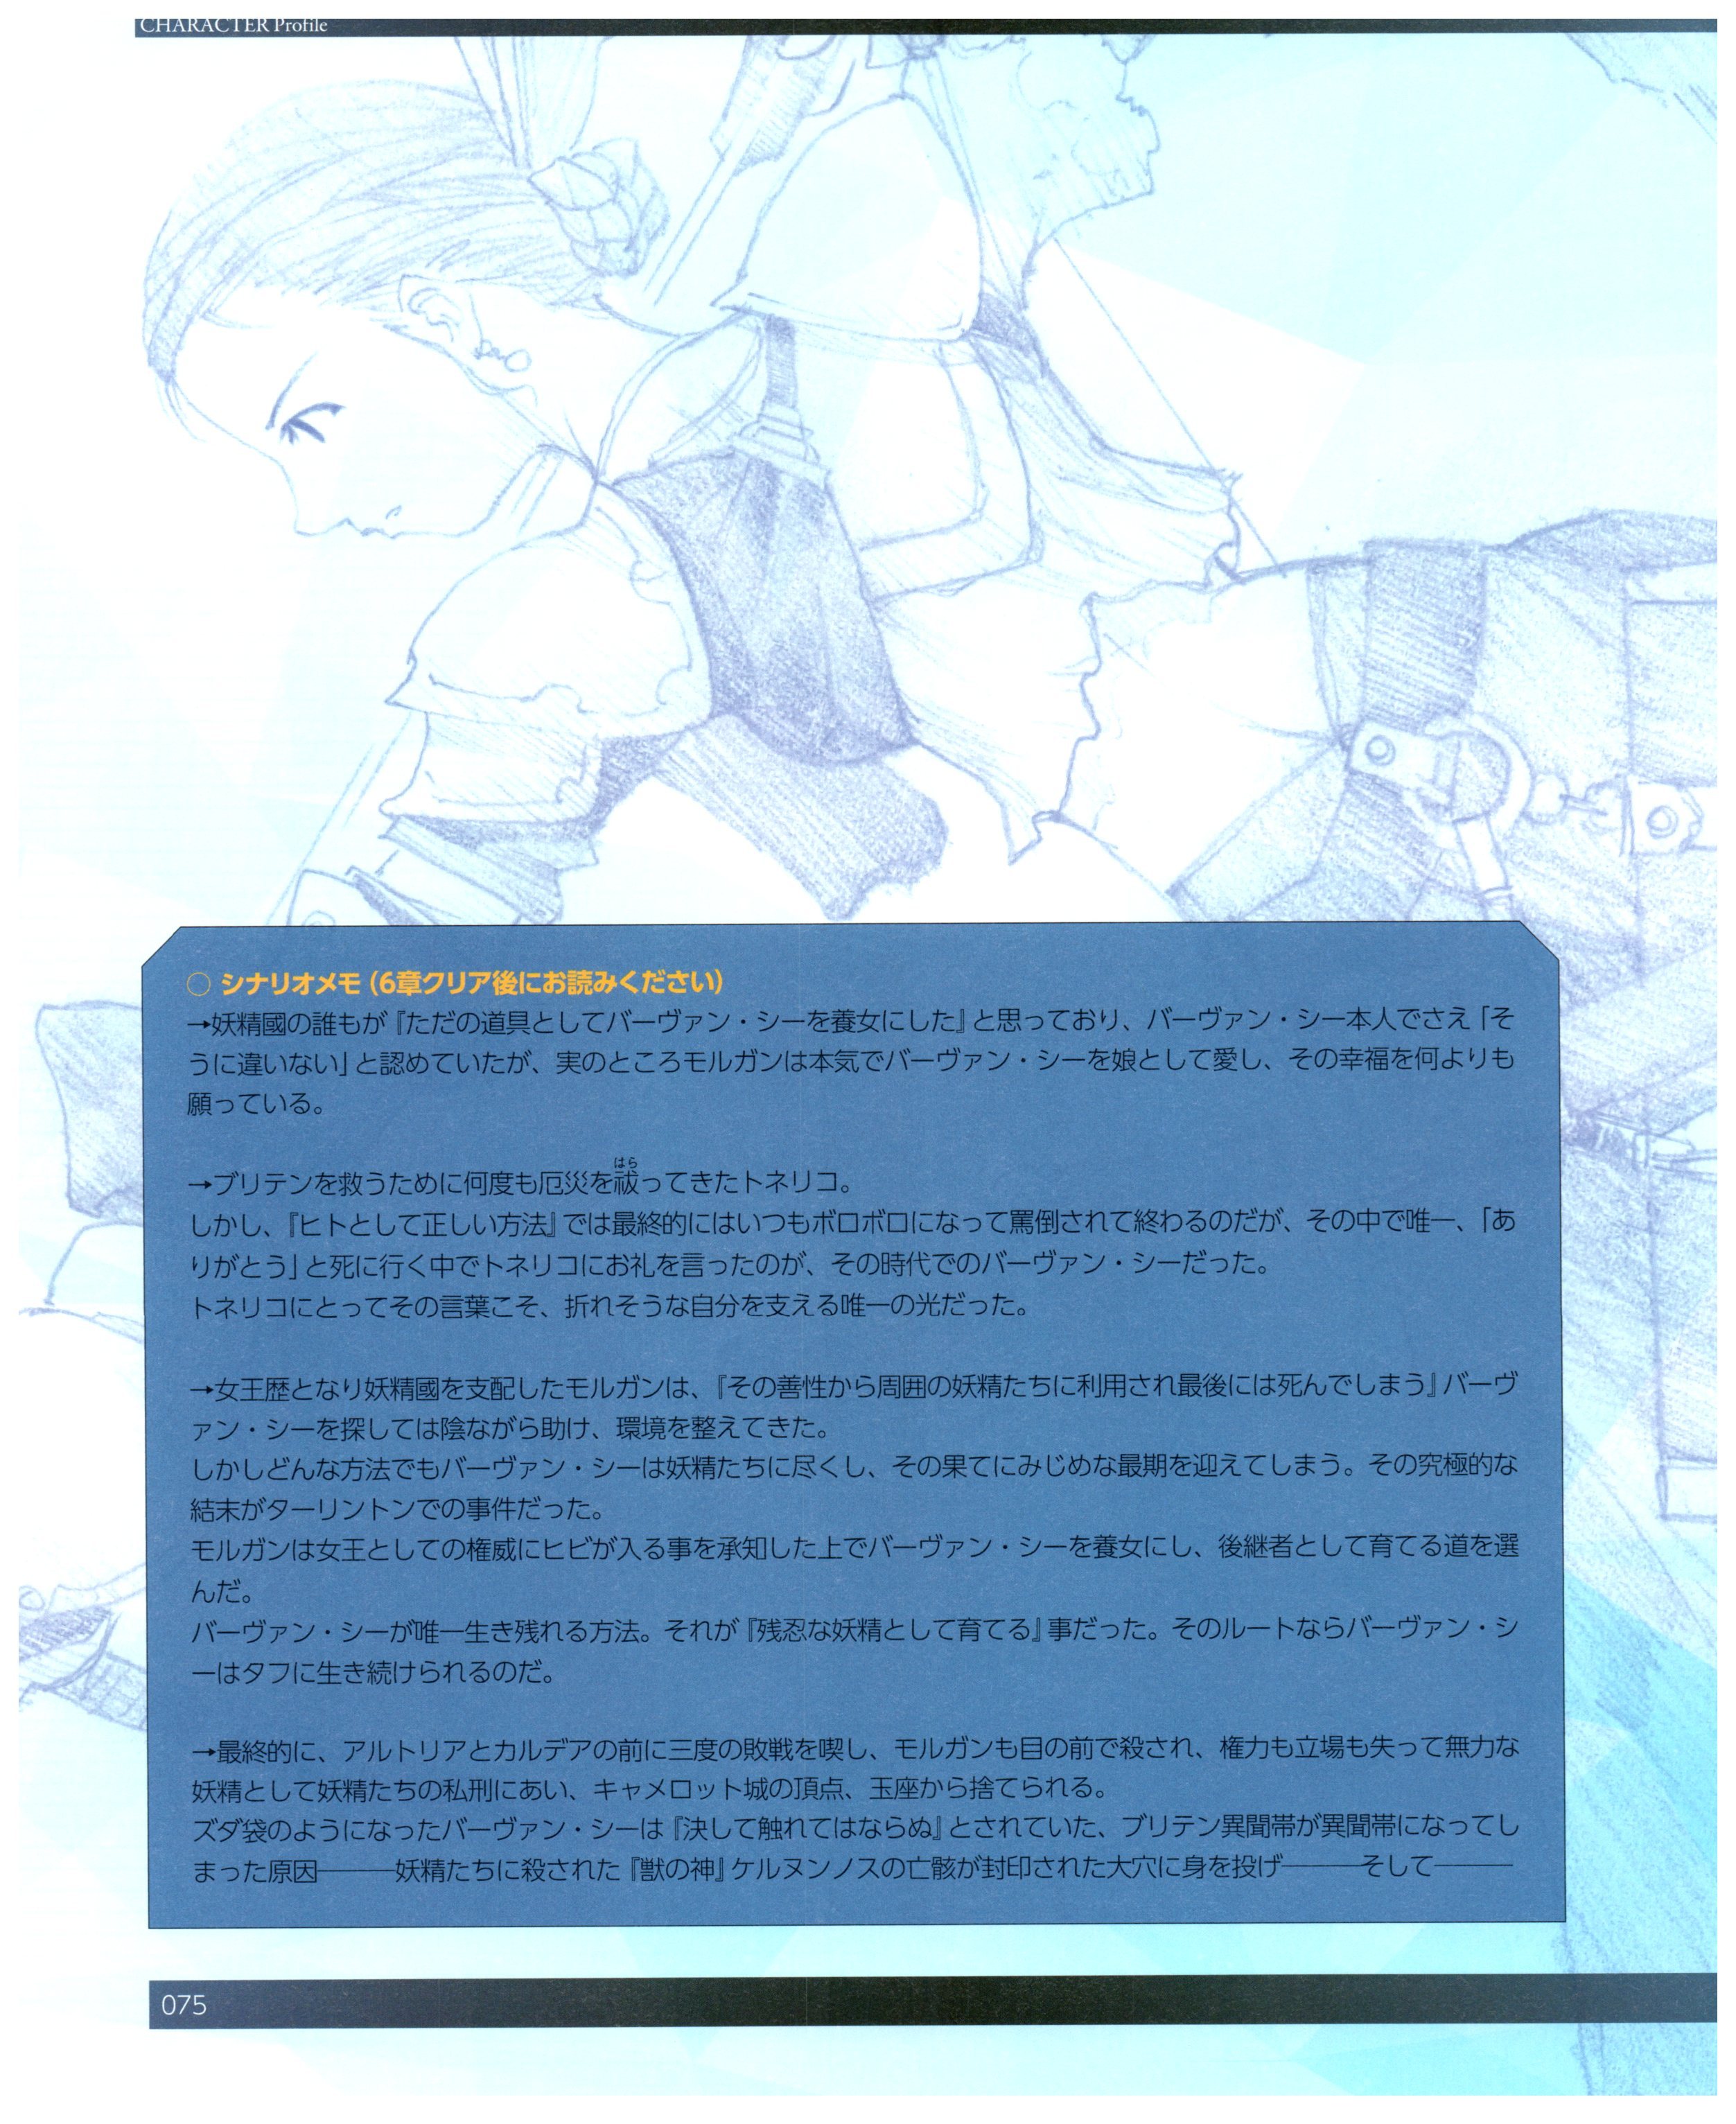 CHARACTER Profile
○ シナリオメモ（6章クリア後にお読みください）
→妖精國の誰もが『ただの道具としてバーヴァン・シーを養女にした』と思っており、バーヴァン・シー本人でさえ「そ
うに違いない」と認めていたが、実のところモルガンは本気でバーヴァン・シーを娘として愛し、その幸福を何よりも
願っている。
はら
→ブリテンを救うために何度も厄災を祓ってきたトネリコ。
しかし、『ヒトとして正しい方法』では最終的にはいつもボロボロになって罵倒されて終わるのだが、その中で唯一、「あ
りがとう」と死に行く中でトネリコにお礼を言ったのが、その時代でのバーヴァン・シーだった。
トネリコにとってその言葉こそ、折れそうな自分を支える唯一の光だった。
→女王歴となり妖精國を支配したモルガンは、『その善性から周囲の妖精たちに利用され最後には死んでしまう』バーヴ
ァン・シーを探しては陰ながら助け、環境を整えてきた。
しかしどんな方法でもバーヴァン・シーは妖精たちに尽くし、その果てにみじめな最期を迎えてしまう。その究極的な
結末がターリントンでの事件だった。
モルガンは女王としての権威にヒビが入る事を承知した上でバーヴァン・シーを養女にし、後継者として育てる道を選
んだ。
バーヴァン・シーが唯一生き残れる方法。それが『残忍な妖精として育てる』事だった。そのルートならバーヴァン・シ
ーはタフに生き続けられるのだ。
→最終的に、アルトリアとカルデアの前に三度の敗戦を喫し、モルガンも目の前で殺され、権力も立場も失って無力な
妖精として妖精たちの私刑にあい、キャメロット城の頂点、玉座から捨てられる。
ズダ袋のようになったバーヴァン・シーは『決して触れてはならぬ』とされていた、ブリテン異聞帯が異聞帯になってし
まった原因―――妖精たちに殺された『獣の神』ケルヌンノスの亡骸が封印された大穴に身を投げ―――そして―――
075